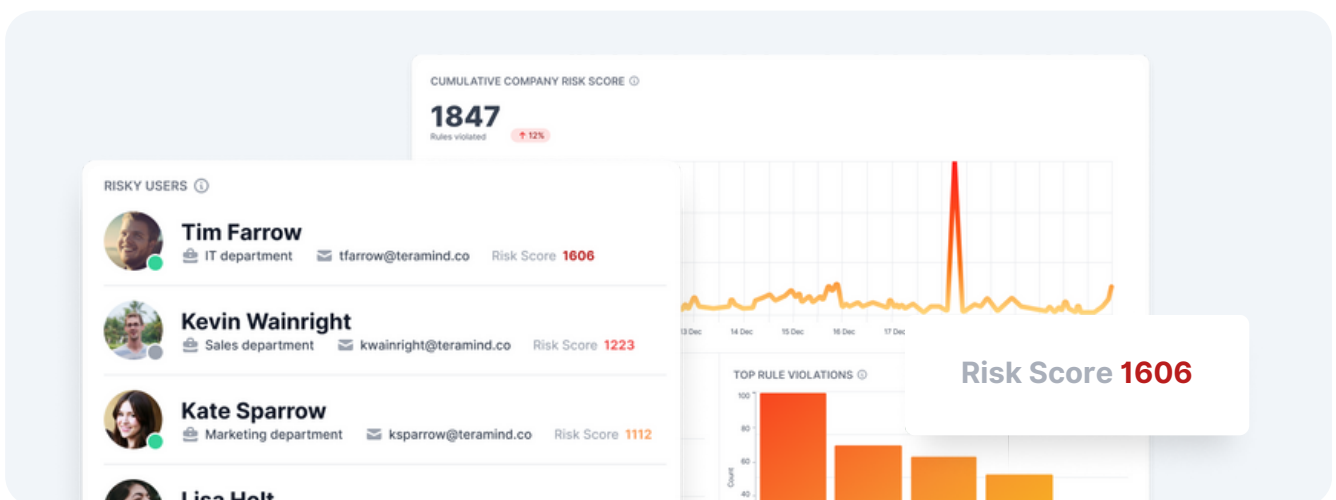 CUMULATIVE COMPANY RISK SCORE
1847
Rules violated
↑ 12%
RISKY USERS
Tim Farrow
IT department tfarrow@teramind.co Risk Score 1606
Kevin Wainright
Sales department kwainright@teramind.co Risk Score 1223
Kate Sparrow
Marketing department ksparrow@teramind.co Risk Score 1112
Lisa Holt
13 Dec 14 Dec 15 Dec 16 Dec 17 Dec
Risk Score 1606
TOP RULE VIOLATIONS
100
80
60
40
Count